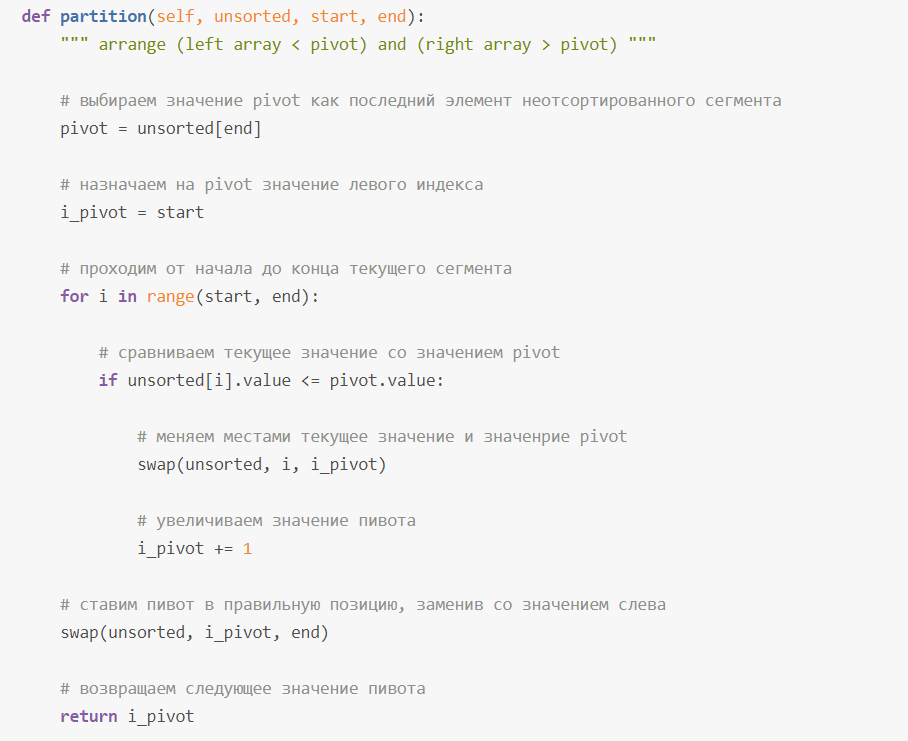 def partition(self, unsorted, start, end):
    """ arrange (left array < pivot) and (right array > pivot) """
    # выбираем значение pivot как последний элемент неотсортированного сегмента
    pivot = unsorted[end]
    # назначаем на pivot значение левого индекса
    i_pivot = start
    # проходим от начала до конца текущего сегмента
    for i in range(start, end):
        # сравниваем текущее значение со значением pivot
        if unsorted[i].value <= pivot.value:
            # меняем местами текущее значение и значенрие pivot
            swap(unsorted, i, i_pivot)
            # увеличиваем значение пивота
            i_pivot += 1
    # ставим пивот в правильную позицию, заменив со значением слева
    swap(unsorted, i_pivot, end)
    # возвращаем следующее значение пивота
    return i_pivot